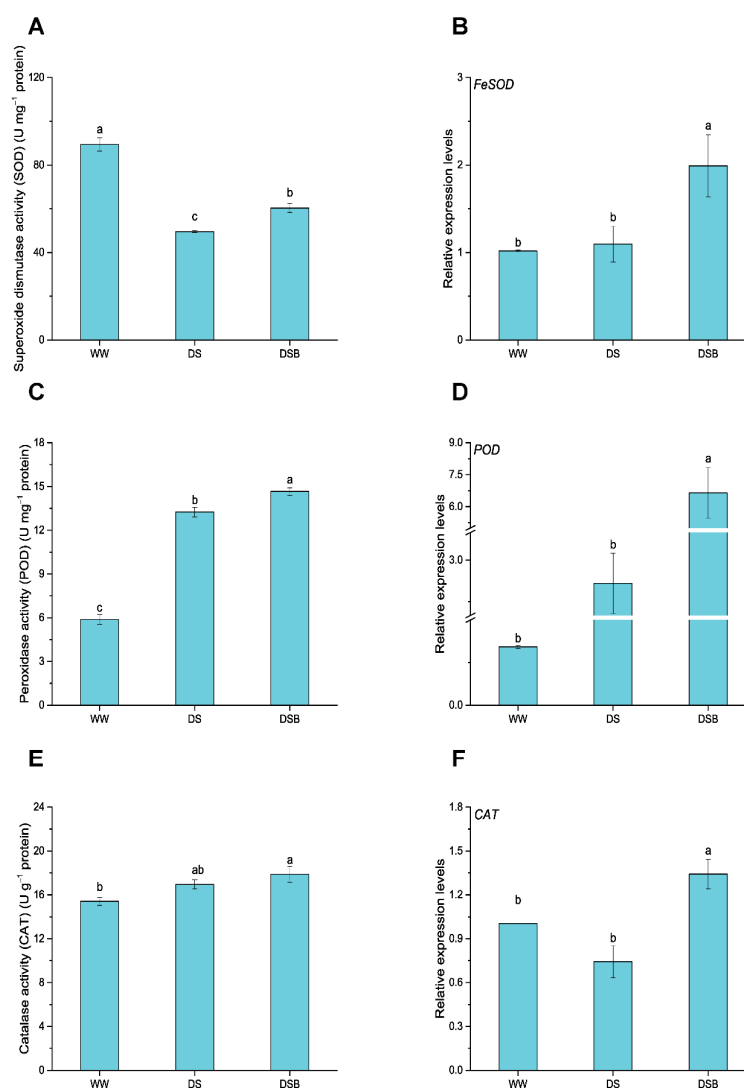 A
Superoxide dismutase activity (SOD) (U mg⁻¹ protein)
120
80
40
0
a
c
b
WW
DS
DSB
B
Relative expression levels
3
2
1
0
FeSOD
b
b
a
WW
DS
DSB
C
Peroxidase activity (POD) (U mg⁻¹ protein)
18
15
12
9
6
3
0
c
b
a
WW
DS
DSB
D
Relative expression levels
9.0
7.5
6.0
3.0
0.0
POD
b
b
a
WW
DS
DSB
E
Catalase activity (CAT) (U g⁻¹ protein)
24
20
16
12
8
4
0
b
ab
a
WW
DS
DSB
F
Relative expression levels
1.8
1.5
1.2
0.9
0.6
0.3
0.0
CAT
b
b
a
WW
DS
DSB